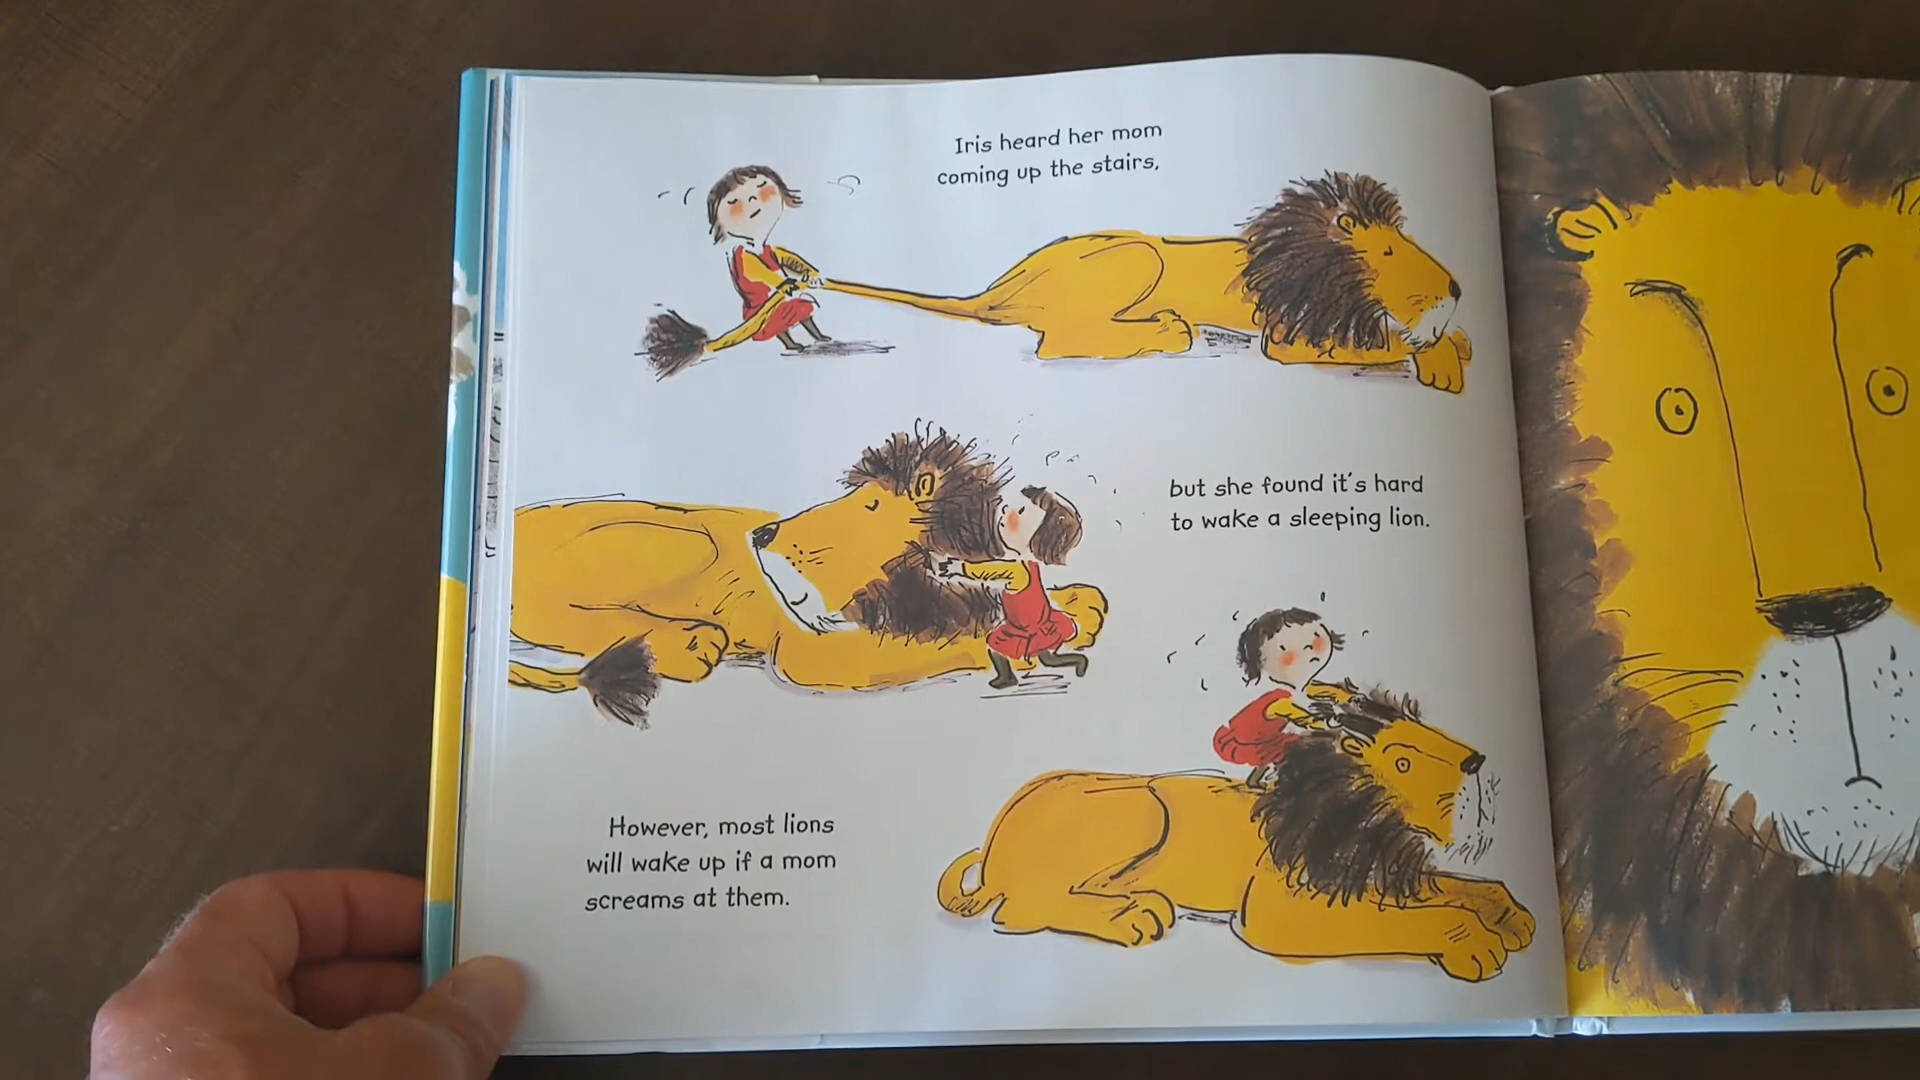 Iris heard her mom
coming up the stairs,
but she found it's hard
to wake a sleeping lion.
However, most lions
will wake up if a mom
screams at them.